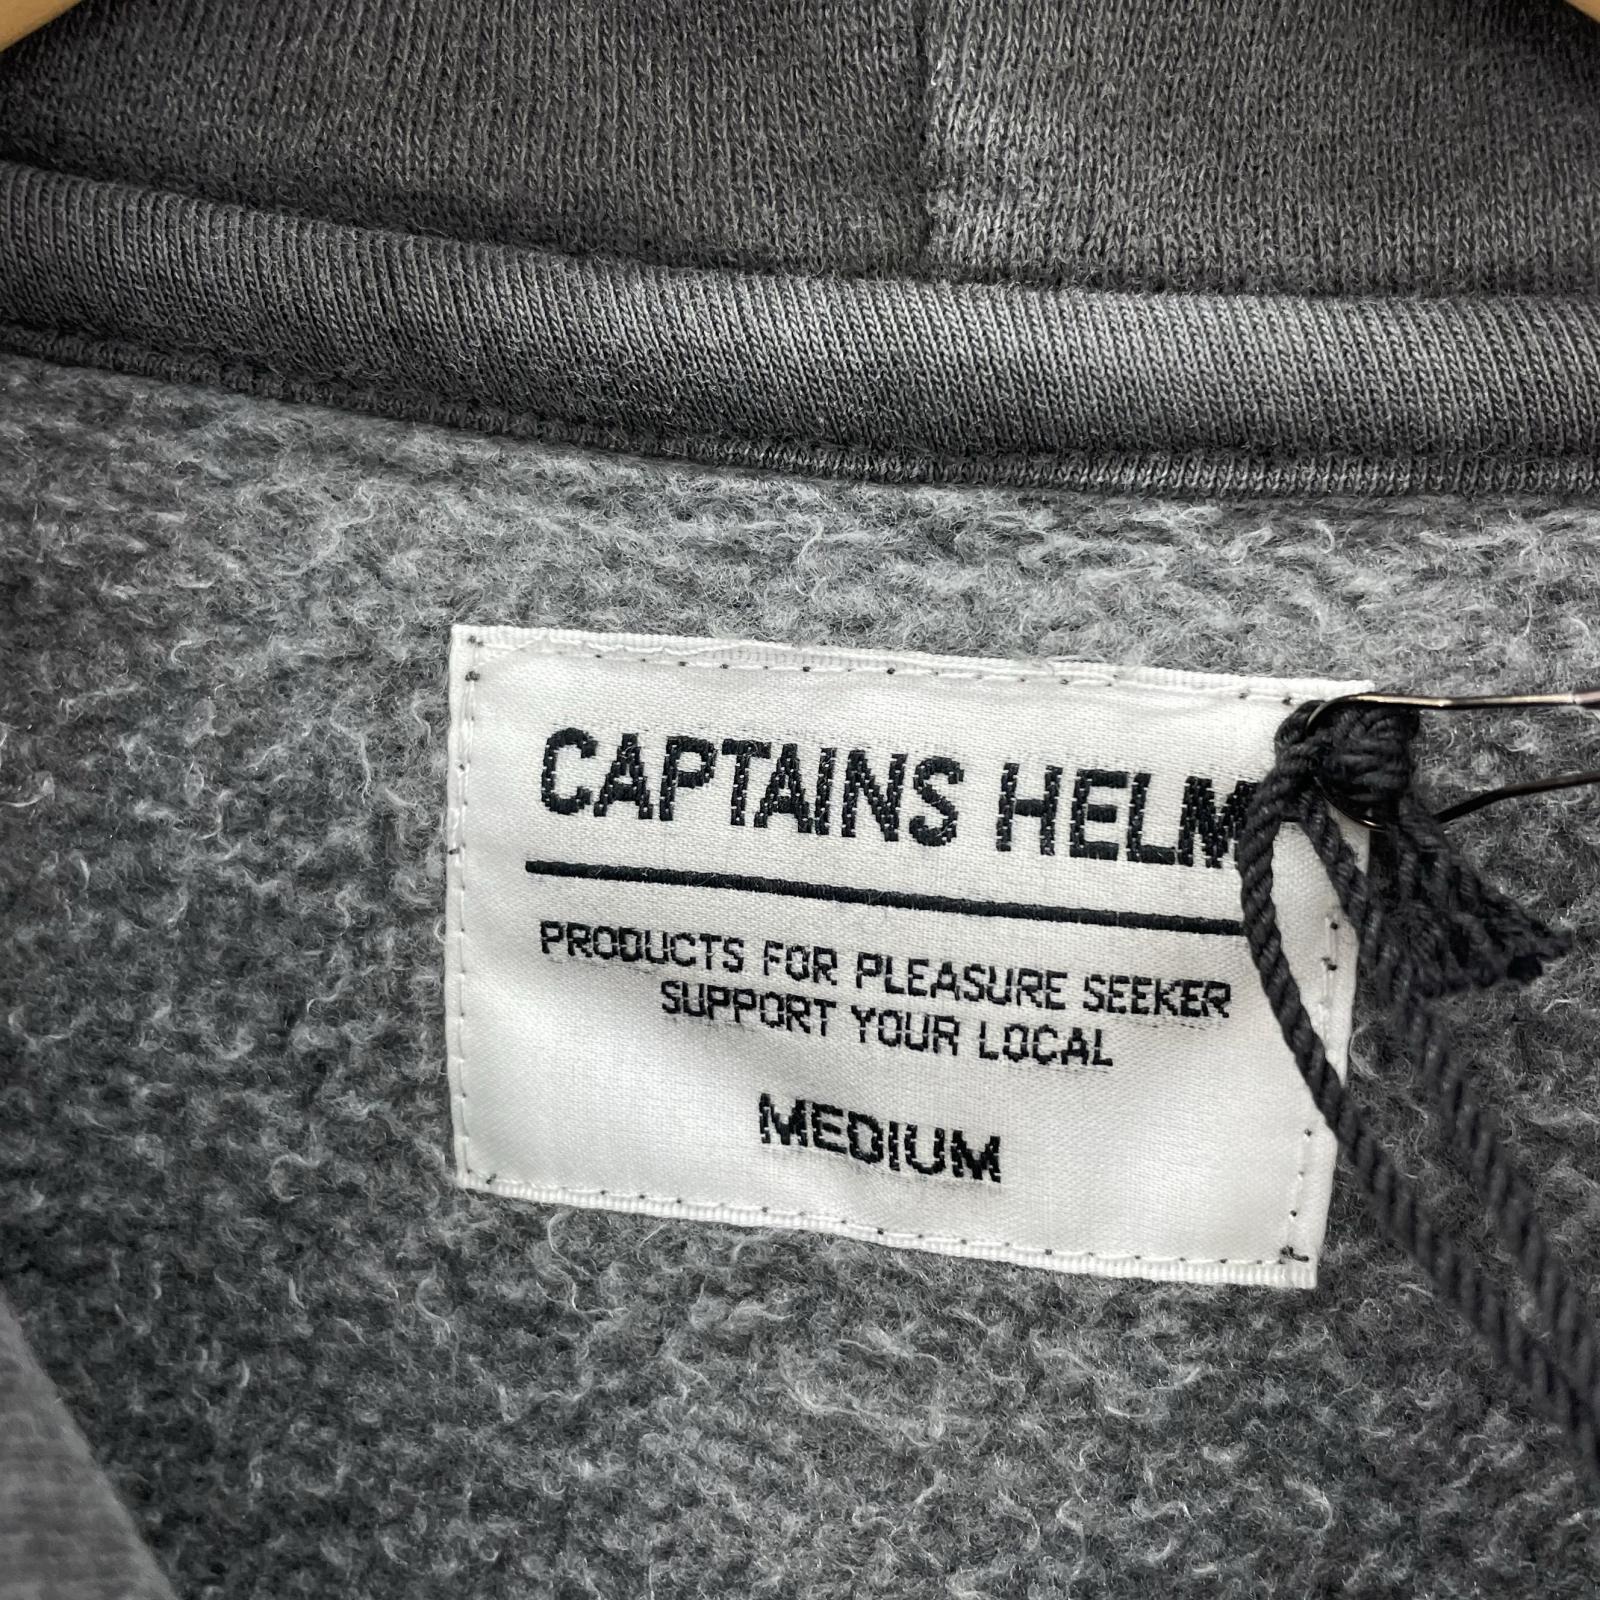 CAPTAINS HELM
PRODUCTS FOR PLEASURE SEEKER
SUPPORT YOUR LOCAL
MEDIUM